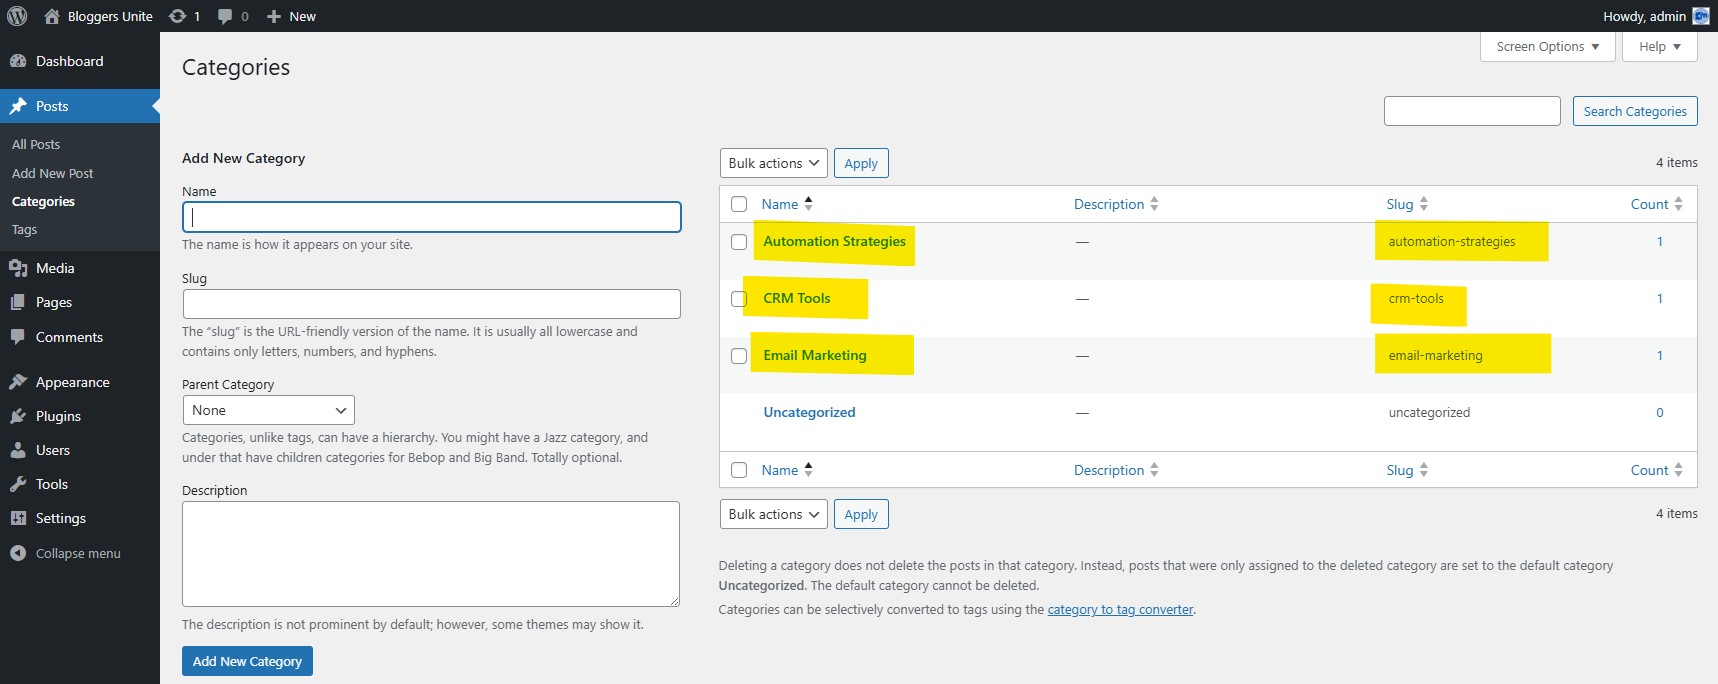 Bloggers Unite 1 0 New Howdy, admin
Dashboard
Posts
All Posts
Add New Post
Categories
Tags
Media
Pages
Comments
Appearance
Plugins
Users
Tools
Settings
Collapse menu
Screen Options Help
Categories
Search Categories
Add New Category
Name
The name is how it appears on your site.
Slug
The “slug” is the URL-friendly version of the name. It is usually all lowercase and
contains only letters, numbers, and hyphens.
Parent Category
None
Categories, unlike tags, can have a hierarchy. You might have a Jazz category, and
under that have children categories for Bebop and Big Band. Totally optional.
Description
The description is not prominent by default; however, some themes may show it.
Add New Category
Bulk actions Apply 4 items
Name Description Slug Count
Automation Strategies — automation-strategies 1
CRM Tools — crm-tools 1
Email Marketing — email-marketing 1
Uncategorized — uncategorized 0
Name Description Slug Count
Bulk actions Apply 4 items
Deleting a category does not delete the posts in that category. Instead, posts that were only assigned to the deleted category are set to the default category
Uncategorized. The default category cannot be deleted.
Categories can be selectively converted to tags using the category to tag converter.